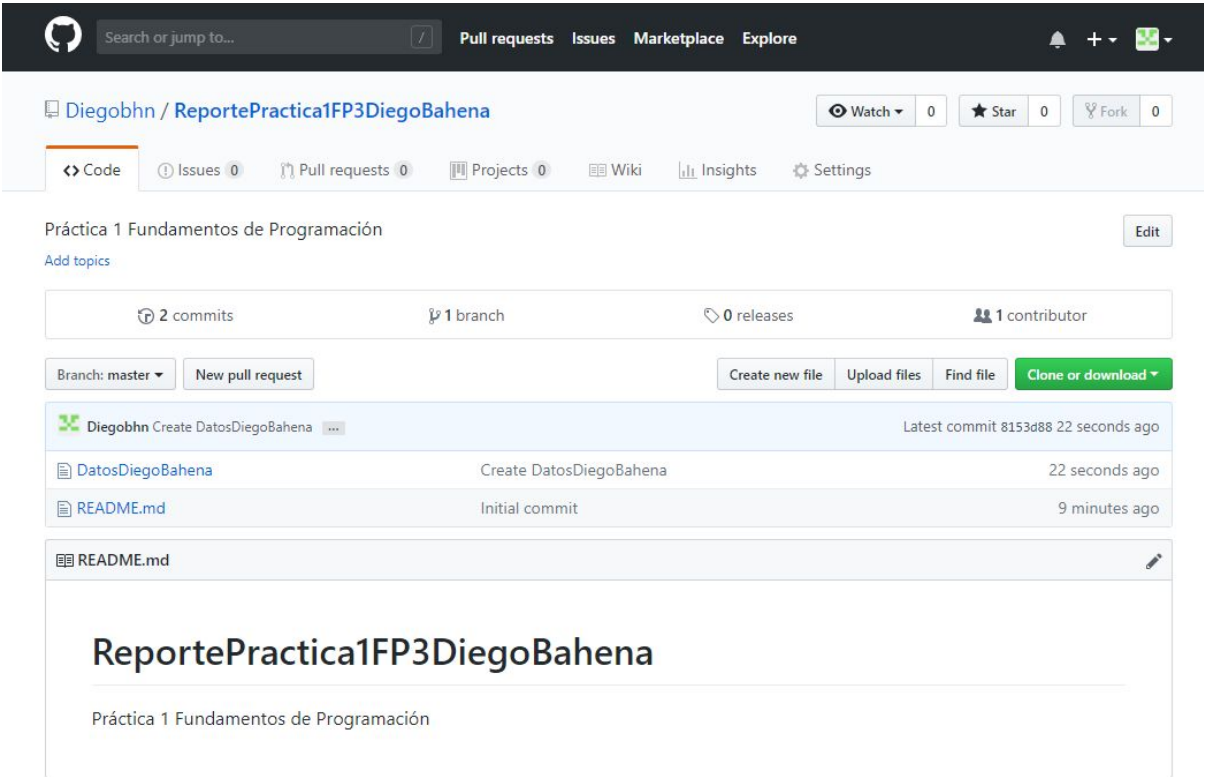 Search or jump to... / Pull requests Issues Marketplace Explore
Diegobhn / ReportePractica1FP3DiegoBahena Watch 0 Star 0 Fork 0
Code Issues 0 Pull requests 0 Projects 0 Wiki Insights Settings
Práctica 1 Fundamentos de Programación Edit
Add topics
2 commits 1 branch 0 releases 1 contributor
Branch: master New pull request Create new file Upload files Find file Clone or download
Diegobhn Create DatosDiegoBahena ... Latest commit 8153d88 22 seconds ago
DatosDiegoBahena Create DatosDiegoBahena 22 seconds ago
README.md Initial commit 9 minutes ago
README.md
ReportePractica1FP3DiegoBahena
Práctica 1 Fundamentos de Programación